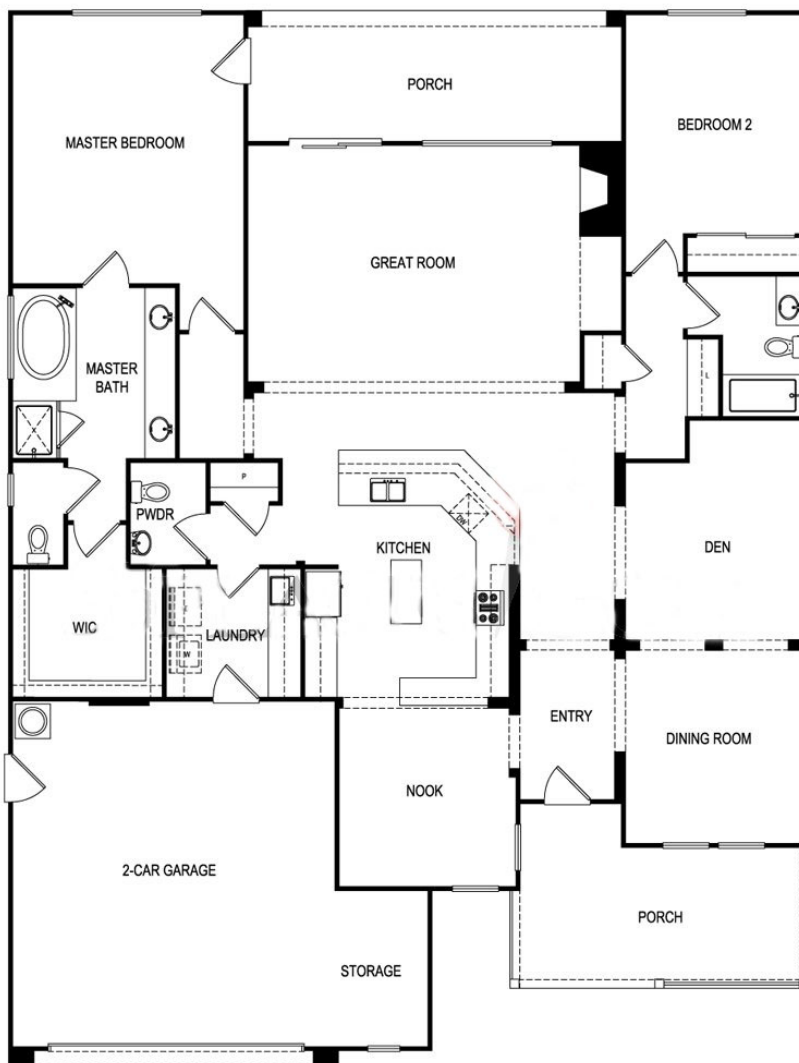 PORCH
BEDROOM 2
MASTER BEDROOM
GREAT ROOM
MASTER
BATH
L
P
PWDR
DW
KITCHEN
DEN
WIC
LAUNDRY
W
ENTRY
DINING ROOM
NOOK
2-CAR GARAGE
PORCH
STORAGE